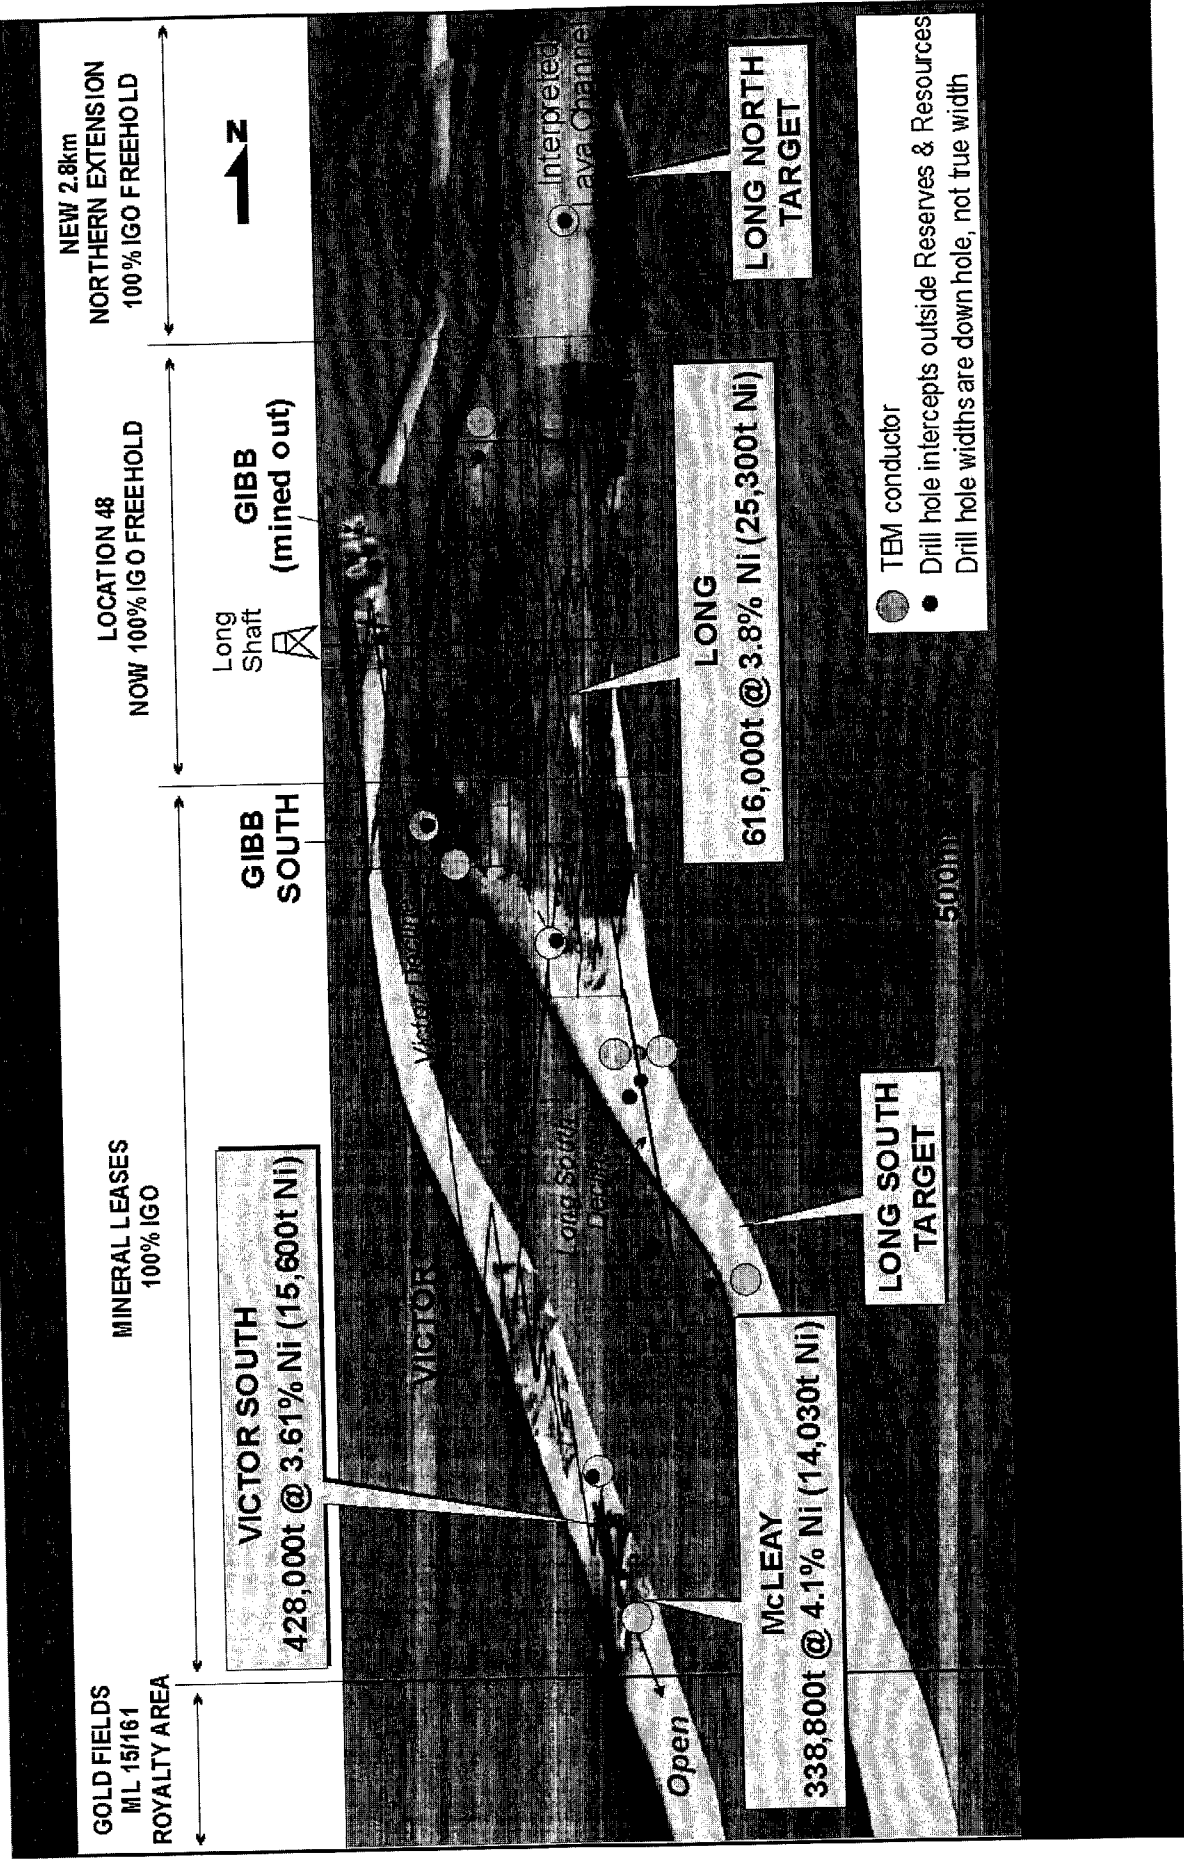 GOLD FIELDS
ML 15/161
ROYALTY AREA
MINERAL LEASES
100% IGO
LOCATION 48
NOW 100% IGO FREEHOLD
NEW 2.8km
NORTHERN EXTENSION
100% IGO FREEHOLD
VICTOR SOUTH
428,000t @ 3.61% Ni (15,600t Ni)
GIBB
SOUTH
Long
Shaft
GIBB
(mined out)
N
VICTOR
Victor Decline
Long South
Decline
Interpreted
Lava Channel
Open
McLEAY
338,800t @ 4.1% Ni (14,030t Ni)
LONG SOUTH
TARGET
LONG
616,000t @ 3.8% Ni (25,300t Ni)
LONG NORTH
TARGET
500m
TEM conductor
Drill hole intercepts outside Reserves & Resources
Drill hole widths are down hole, not true width